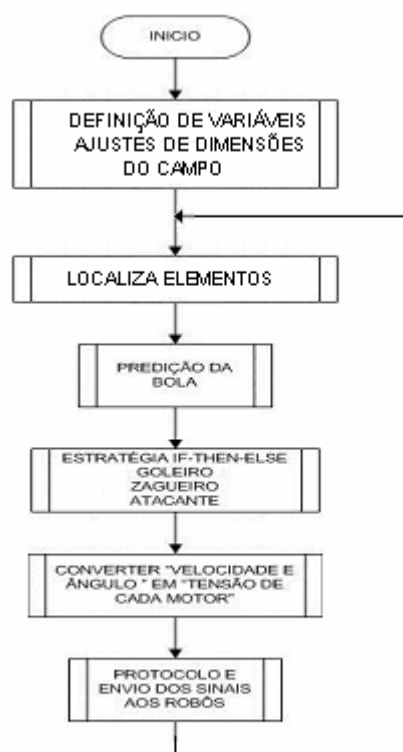 INICIO
DEFINIÇÃO DE VARIÁVEIS
AJUSTES DE DIMENSÕES
DO CAMPO
LOCALIZA ELEMENTOS
PREDIÇÃO DA
BOLA
ESTRATÉGIA IF-THEN-ELSE
GOLEIRO
ZAGUEIRO
ATACANTE
CONVERTER "VELOCIDADE E
ÂNGULO " EM "TENSÃO DE
CADA MOTOR"
PROTOCOLO E
ENVIO DOS SINAIS
AOS ROBÔS